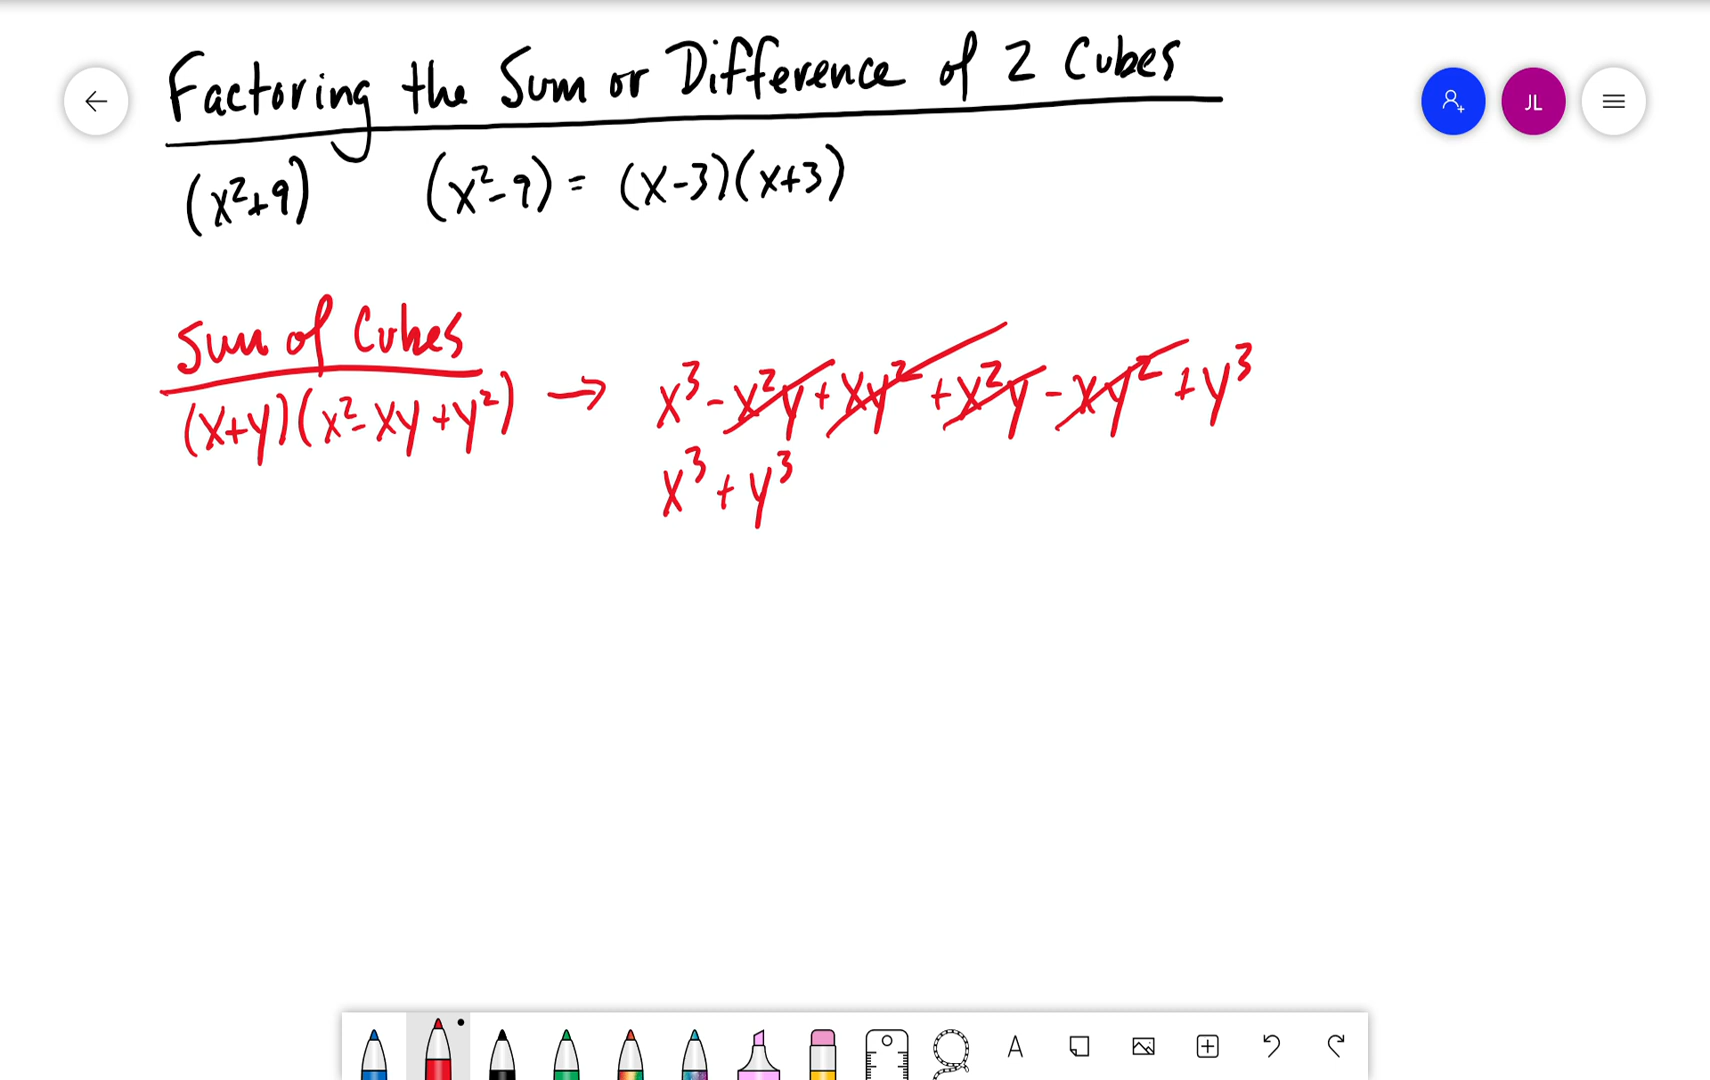 Factoring the Sum or Difference of 2 Cubes
JL
(x²+9) (x²-9) = (x-3)(x+3)
Sum of Cubes
(x+y)(x²-xy+y²) → x³-x²y+xy²+x²y-xy²+y³
x³+y³
A